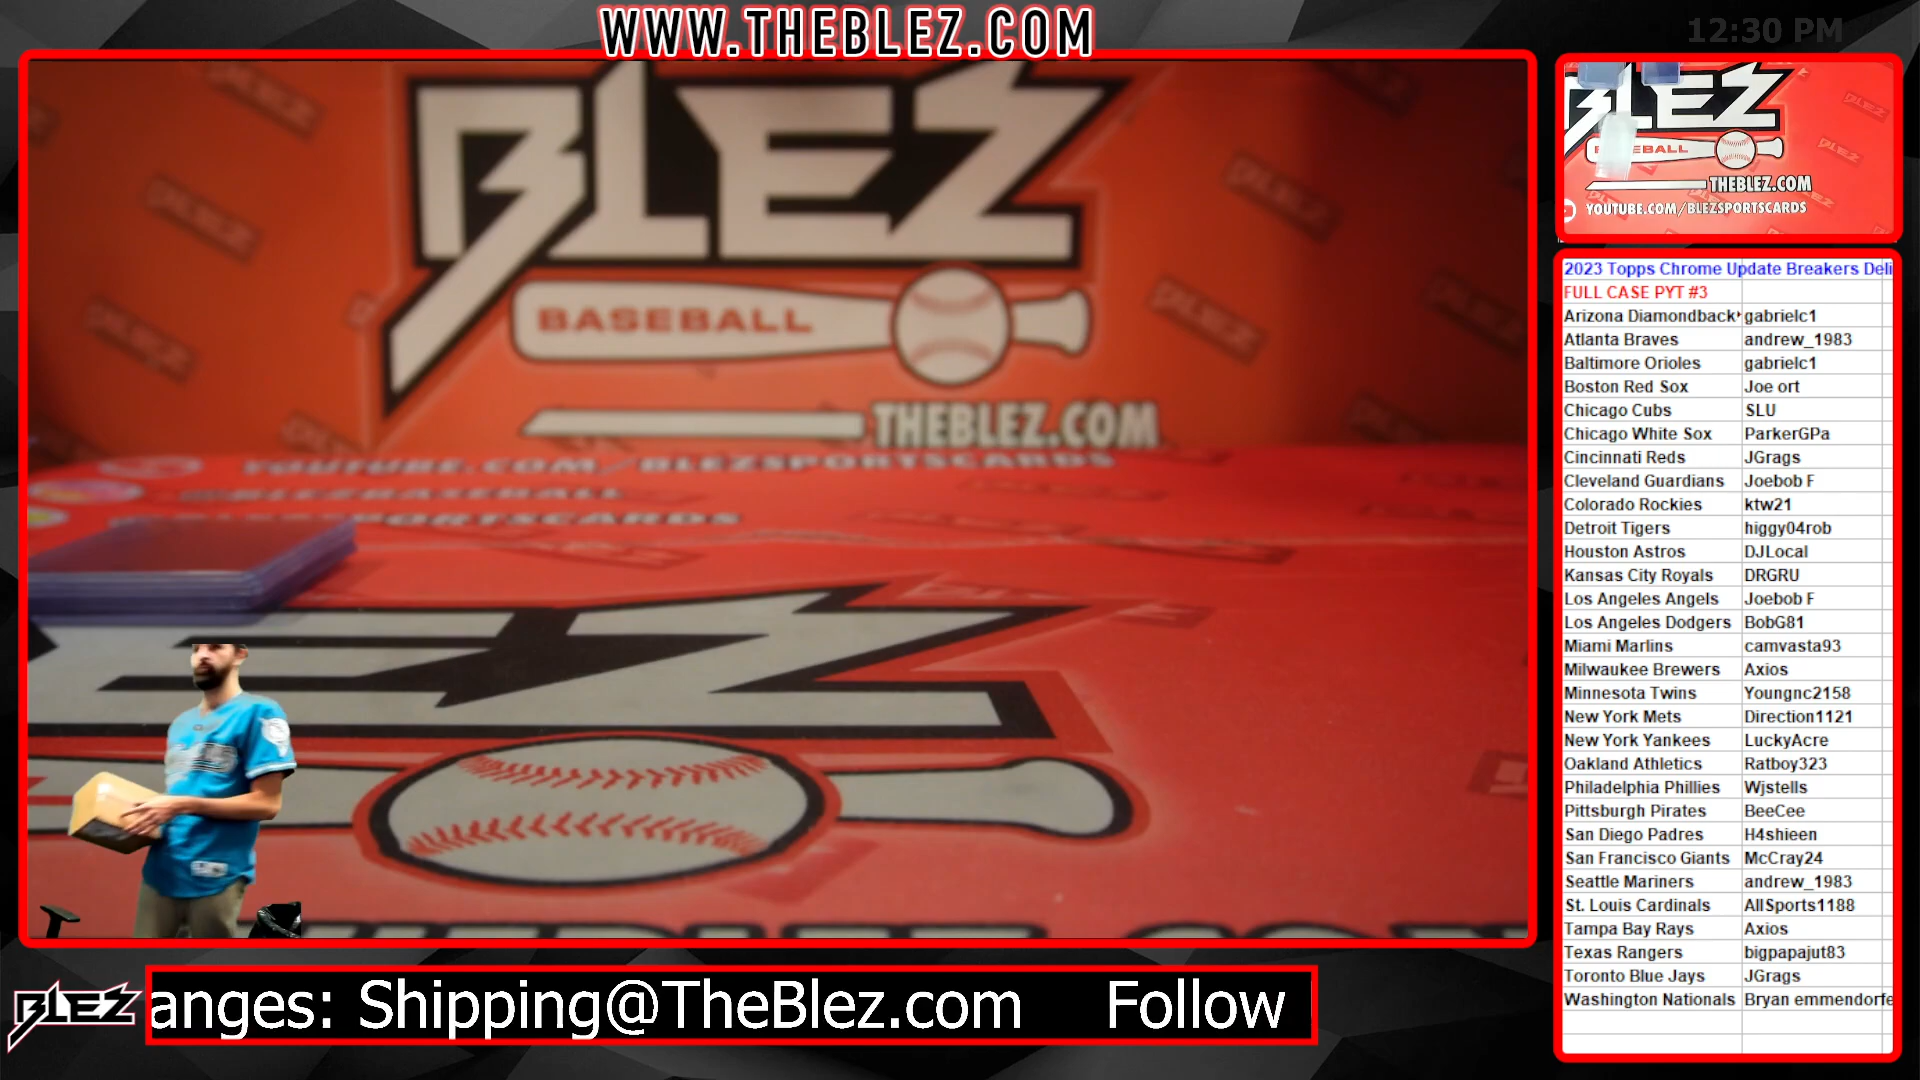 WWW.THEBLEZ.COM
12:30 PM
BLEZ
BASEBALL
THEBLEZ.COM
YOUTUBE.COM/BLEZSPORTSCARDS
BLEZ
BASEBALL
THEBLEZ.COM
YOUTUBE.COM/BLEZSPORTSCARDS
2023 Topps Chrome Update Breakers Deli
FULL CASE PYT #3
Arizona Diamondback gabrielc1
Atlanta Braves andrew_1983
Baltimore Orioles gabrielc1
Boston Red Sox Joe ort
Chicago Cubs SLU
Chicago White Sox ParkerGPa
Cincinnati Reds JGrags
Cleveland Guardians Joebob F
Colorado Rockies ktw21
Detroit Tigers higgy04rob
Houston Astros DJLocal
Kansas City Royals DRGRU
Los Angeles Angels Joebob F
Los Angeles Dodgers BobG81
Miami Marlins camvasta93
Milwaukee Brewers Axios
Minnesota Twins Youngnc2158
New York Mets Direction1121
New York Yankees LuckyAcre
Oakland Athletics Ratboy323
Philadelphia Phillies Wjstells
Pittsburgh Pirates BeeCee
San Diego Padres H4shieen
San Francisco Giants McCray24
Seattle Mariners andrew_1983
St. Louis Cardinals AllSports1188
Tampa Bay Rays Axios
Texas Rangers bigpapajut83
Toronto Blue Jays JGrags
Washington Nationals Bryan emmendorfe
BLEZ
anges: Shipping@TheBlez.com Follow